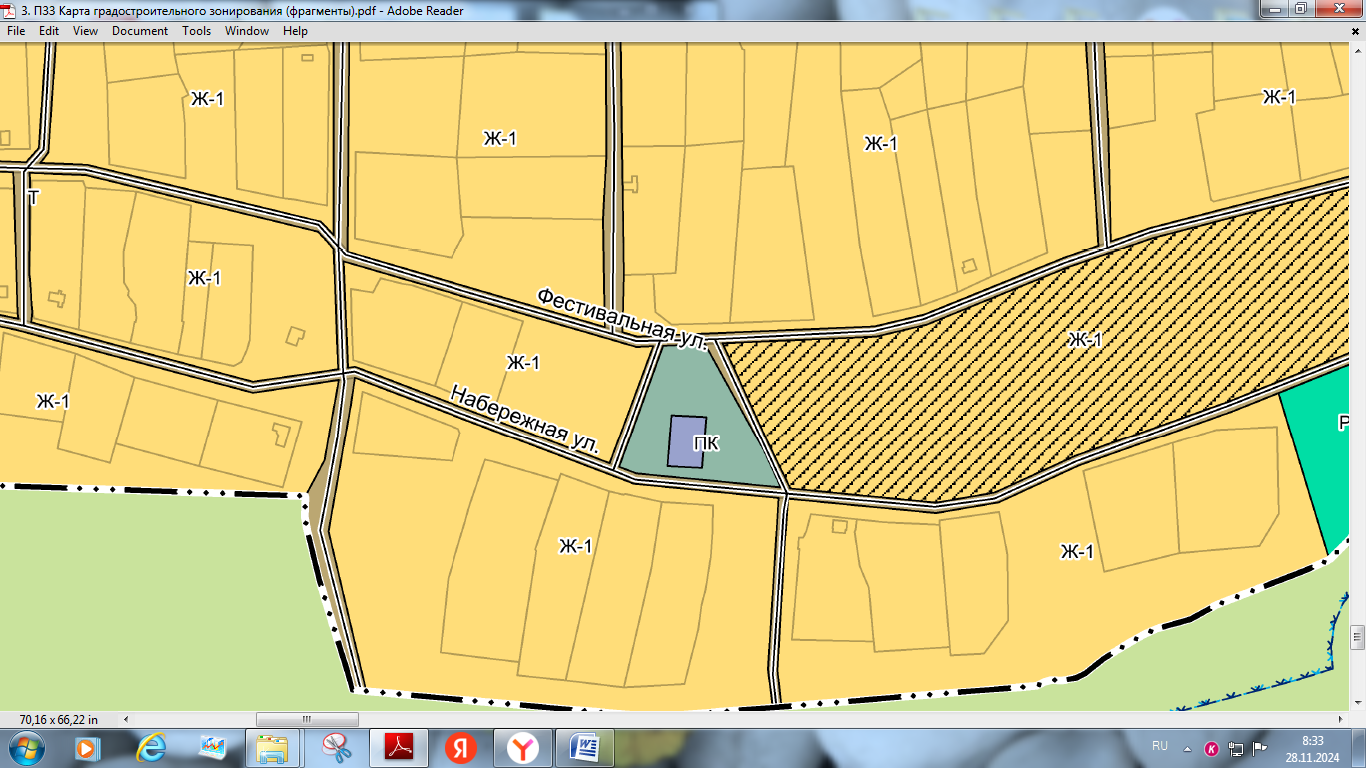 3. ПЗЗ Карта градостроительного зонирования (фрагменты).pdf - Adobe Reader
File Edit View Document Tools Window Help
Ж-1
Ж-1
Ж-1
Ж-1
Т
Ж-1
Фестивальная ул.
Ж-1
Ж-1
Ж-1
Набережная ул.
ПК
Р
Ж-1
Ж-1
70,16 x 66,22 in
RU
8:33
28.11.2024